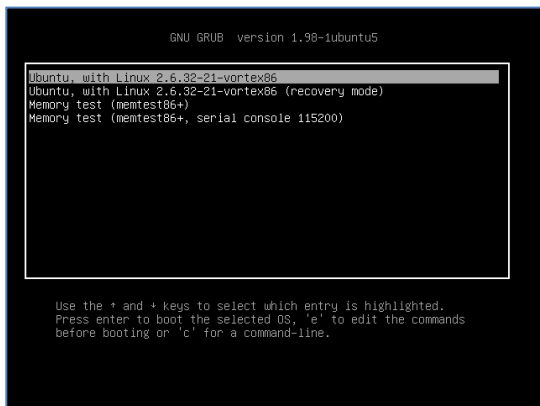 GNU GRUB  version 1.98-1ubuntu5
Ubuntu, with Linux 2.6.32-21-vortex86
Ubuntu, with Linux 2.6.32-21-vortex86 (recovery mode)
Memory test (memtest86+)
Memory test (memtest86+, serial console 115200)
Use the ↑ and ↓ keys to select which entry is highlighted.
Press enter to boot the selected OS, 'e' to edit the commands
before booting or 'c' for a command-line.